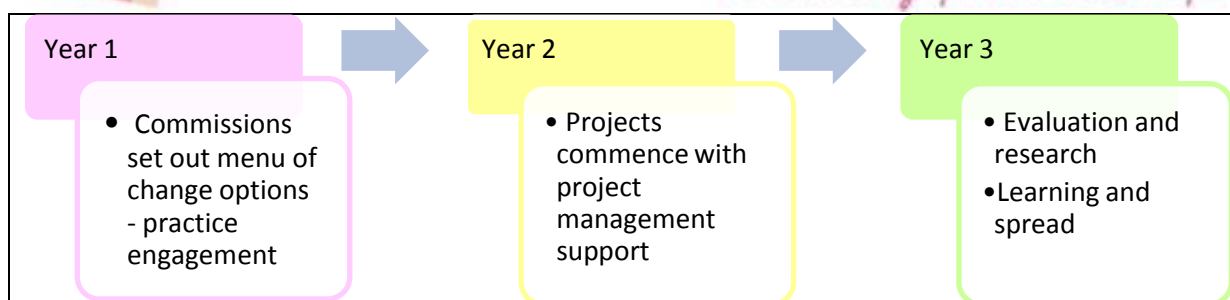 Year 1
• Commissions
set out menu of
change options
- practice
engagement
Year 2
• Projects
commence with
project
management
support
Year 3
• Evaluation and
research
•Learning and
spread